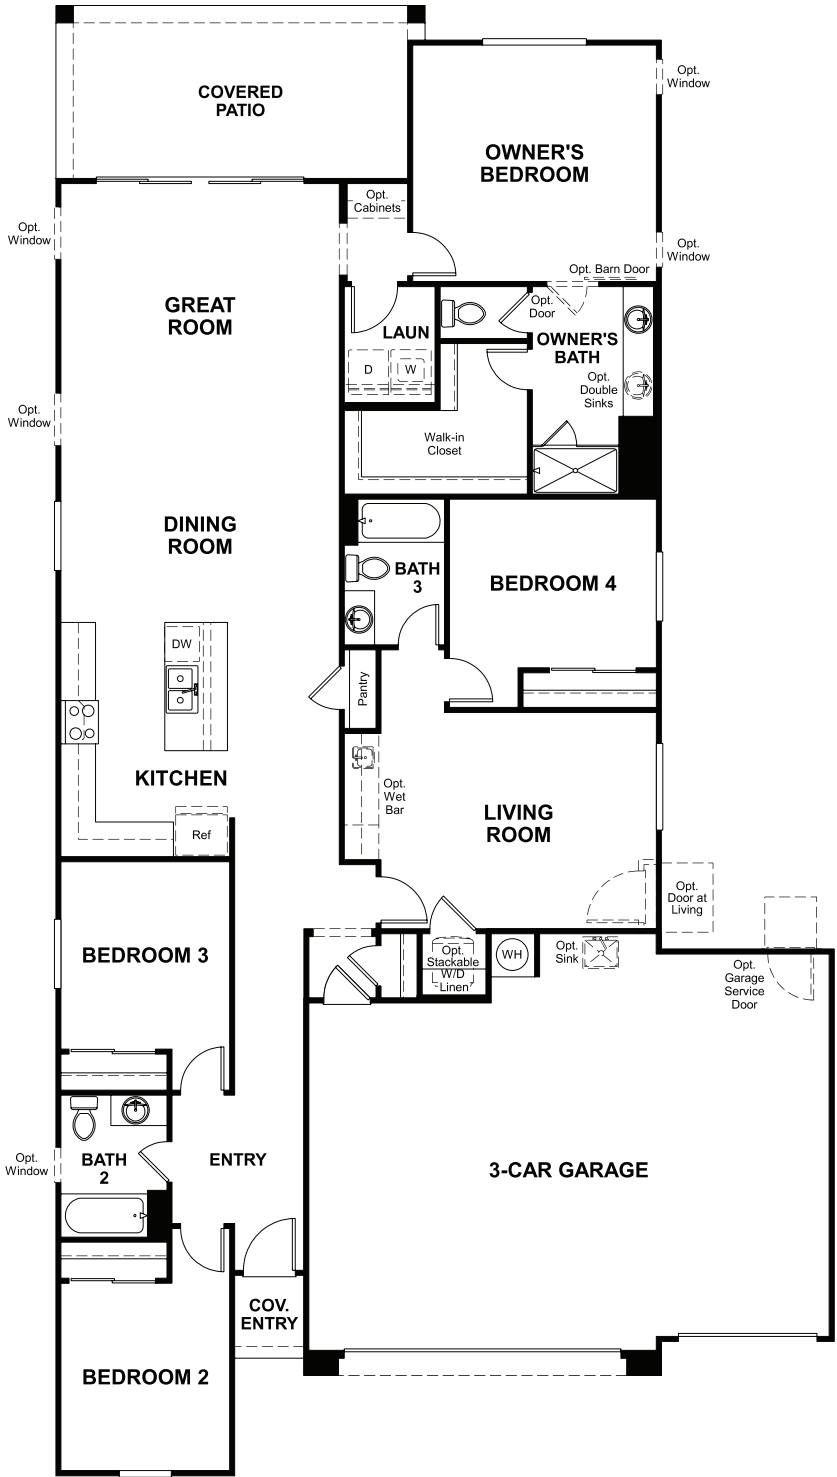 COVERED
PATIO
Opt.
Window
OWNER'S
BEDROOM
Opt.
Cabinets
Opt.
Window
Opt.
Window
Opt. Barn Door
GREAT
ROOM
Opt.
Door
LAUN
OWNER'S
BATH
D
W
Opt.
Double
Sinks
Opt.
Window
Walk-in
Closet
DINING
ROOM
BATH
3
BEDROOM 4
DW
Pantry
KITCHEN
Opt.
Wet
Bar
LIVING
ROOM
Ref
Opt.
Door at
Living
BEDROOM 3
Opt.
Stackable
W/D
Linen
WH
Opt.
Sink
Opt.
Garage
Service
Door
Opt.
Window
BATH
2
ENTRY
3-CAR GARAGE
COV.
ENTRY
BEDROOM 2